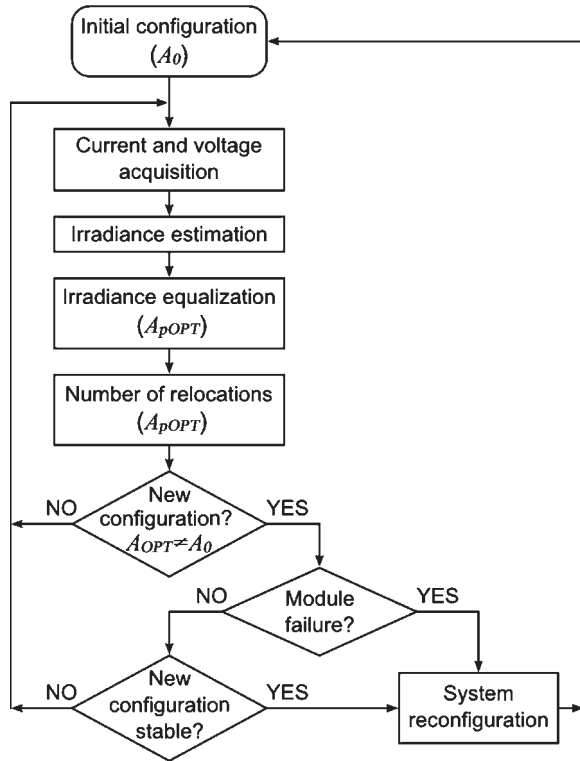 Initial configuration
(A0)
Current and voltage
acquisition
Irradiance estimation
Irradiance equalization
(ApOPT)
Number of relocations
(ApOPT)
NO
New
configuration?
AOPT≠A0
YES
NO
Module
failure?
YES
NO
New
configuration
stable?
YES
System
reconfiguration